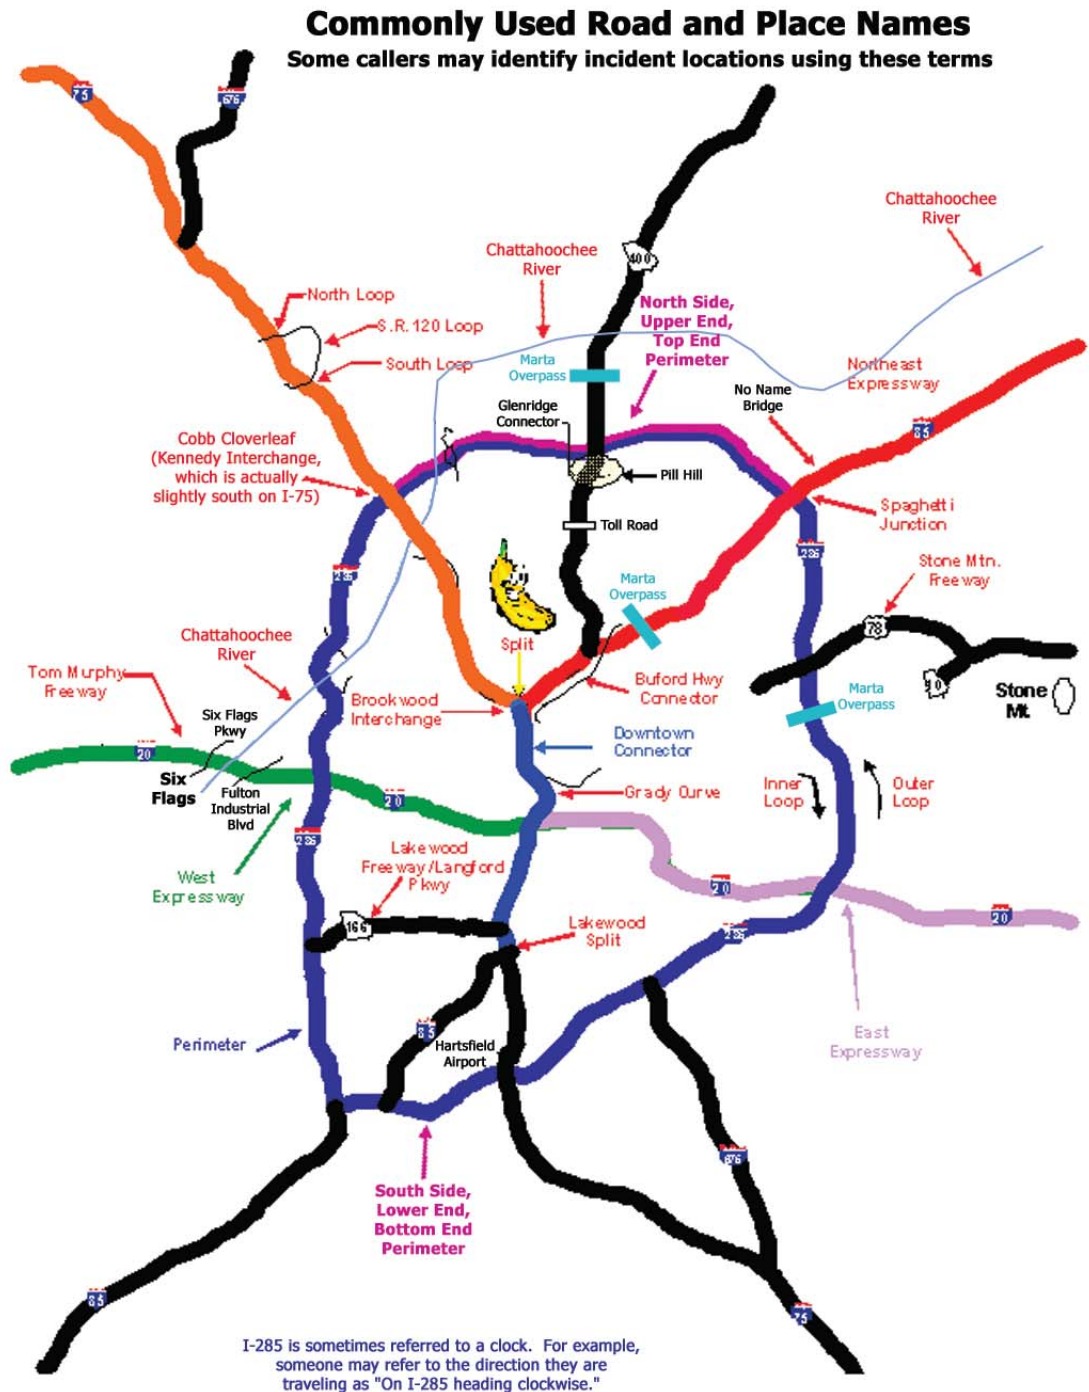 Commonly Used Road and Place Names
Some callers may identify incident locations using these terms
75
676
Chattahoochee
River
Chattahoochee
River
400
North Loop
North Side,
Upper End,
Top End
Perimeter
S.R.120 Loop
South Loop
Marta
Overpass
Northeast
Expressway
No Name
Bridge
Glenridge
Connector
85
Cobb Cloverleaf
(Kennedy Interchange,
which is actually
slightly south on I-75)
Pill Hill
Spaghetti
Junction
Toll Road
285
285
Stone Mtn.
Freeway
Marta
Overpass
78
Chattahoochee
River
Split
Tom Murphy
Freeway
Buford Hwy
Connector
Brookwood
Interchange
Marta
Overpass
Stone
Mt.
Six Flags
Pkwy
Downtown
Connector
20
Six
Flags
Fulton
Industrial
Blvd
20
Grady Curve
Inner
Loop
Outer
Loop
285
West
Expressway
Lakewood
Freeway/Langford
Pkwy
20
20
166
Lakewood
Split
285
Perimeter
85
Hartsfield
Airport
East
Expressway
676
South Side,
Lower End,
Bottom End
Perimeter
85
75
I-285 is sometimes referred to a clock. For example,
someone may refer to the direction they are
traveling as "On I-285 heading clockwise."